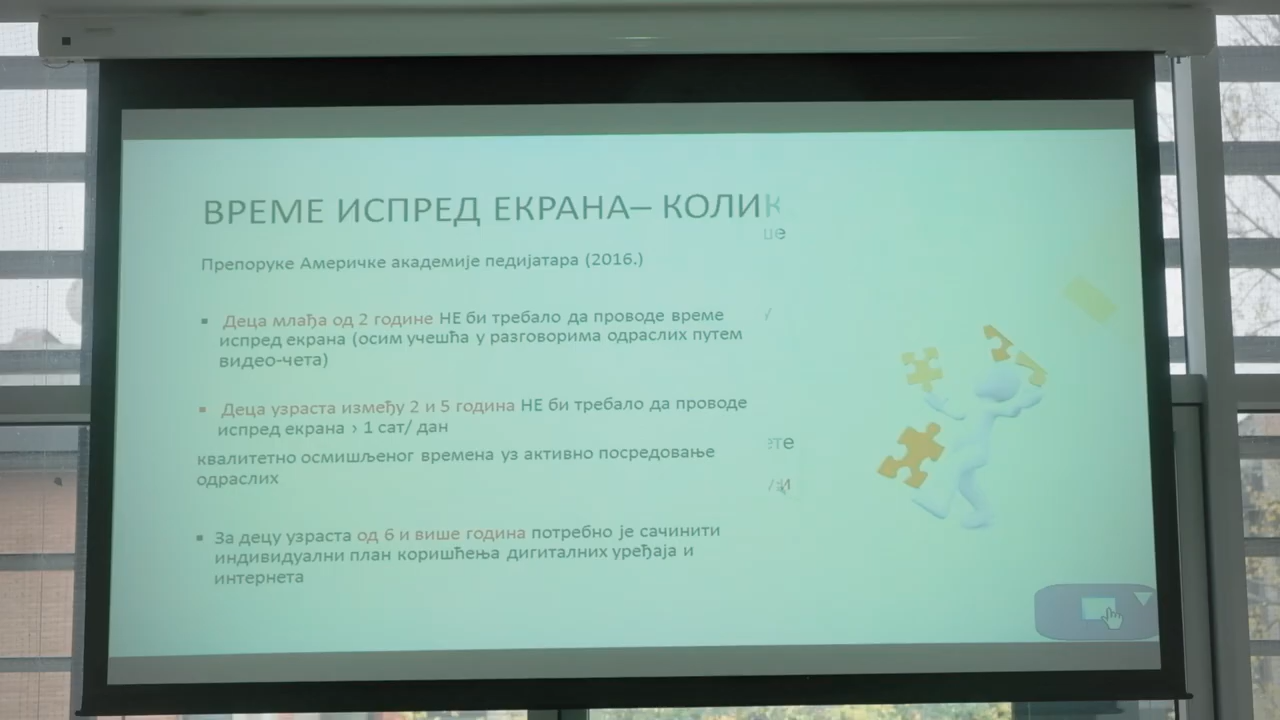 ВРЕМЕ ИСПРЕД ЕКРАНА– КОЛИК
Препоруке Америчке академије педијатара (2016.)
▪ Деца млађа од 2 године НЕ би требало да проводе време
испред екрана (осим учешћа у разговорима одраслих путем
видео-чета)
▪ Деца узраста између 2 и 5 година НЕ би требало да проводе
испред екрана › 1 сат/ дан
квалитетно осмишљеног времена уз активно посредовање
одраслих
▪ За децу узраста од 6 и више година потребно је сачинити
индивидуални план коришћења дигиталних уређаја и
интернета